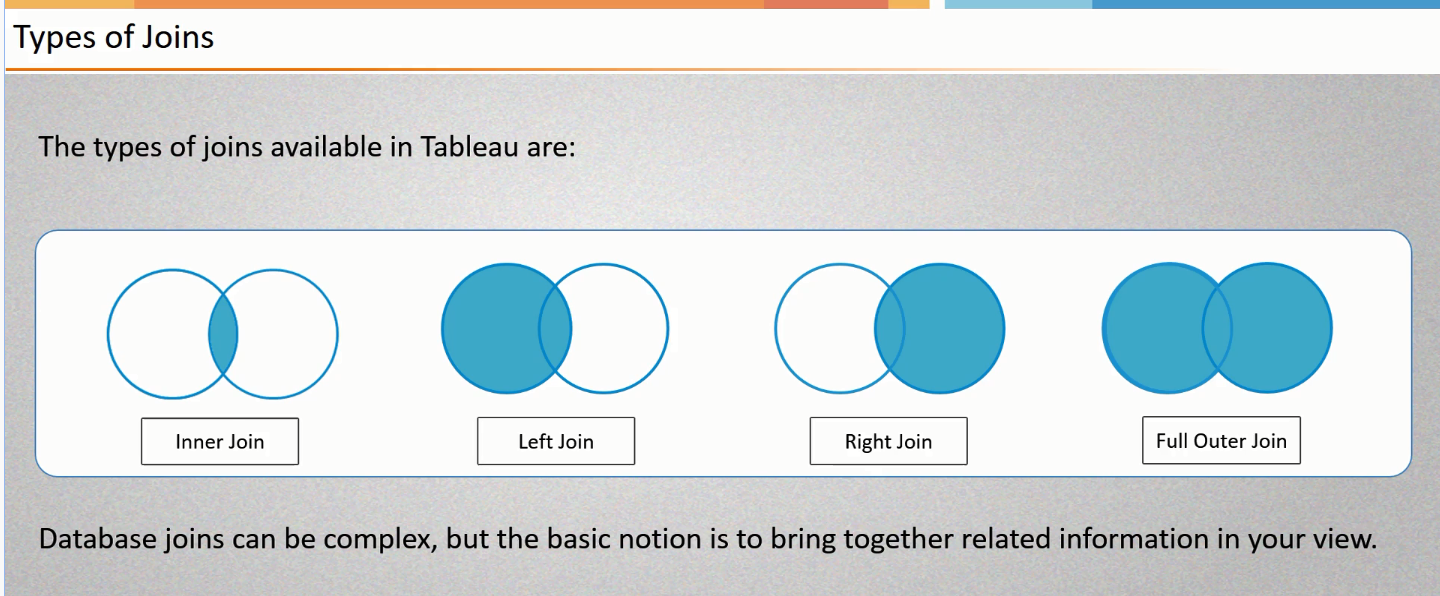 Types of Joins
The types of joins available in Tableau are:
Inner Join
Left Join
Right Join
Full Outer Join
Database joins can be complex, but the basic notion is to bring together related information in your view.